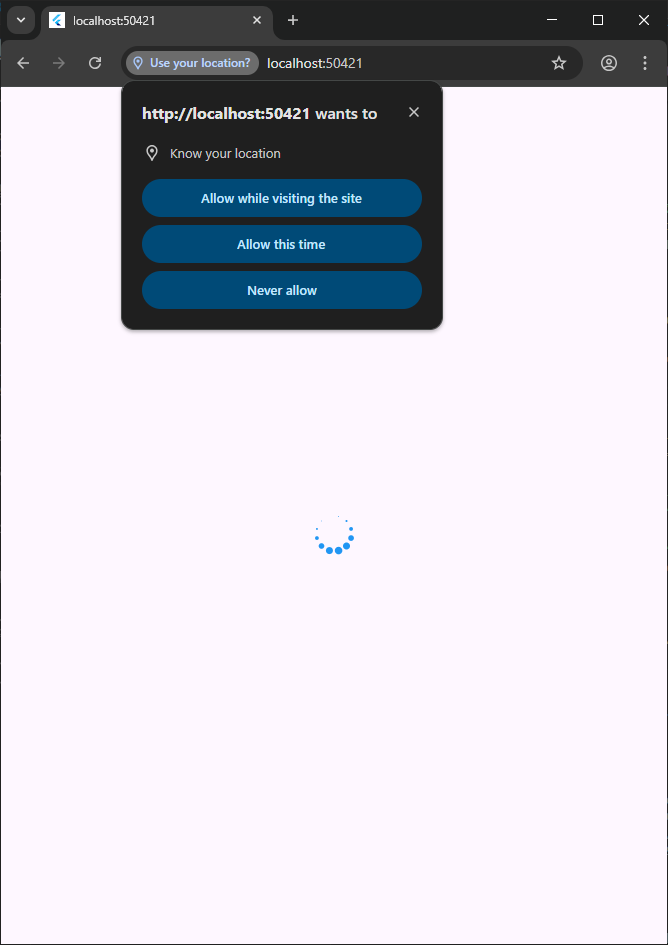 localhost:50421
Use your location? localhost:50421
http://localhost:50421 wants to
Know your location
Allow while visiting the site
Allow this time
Never allow